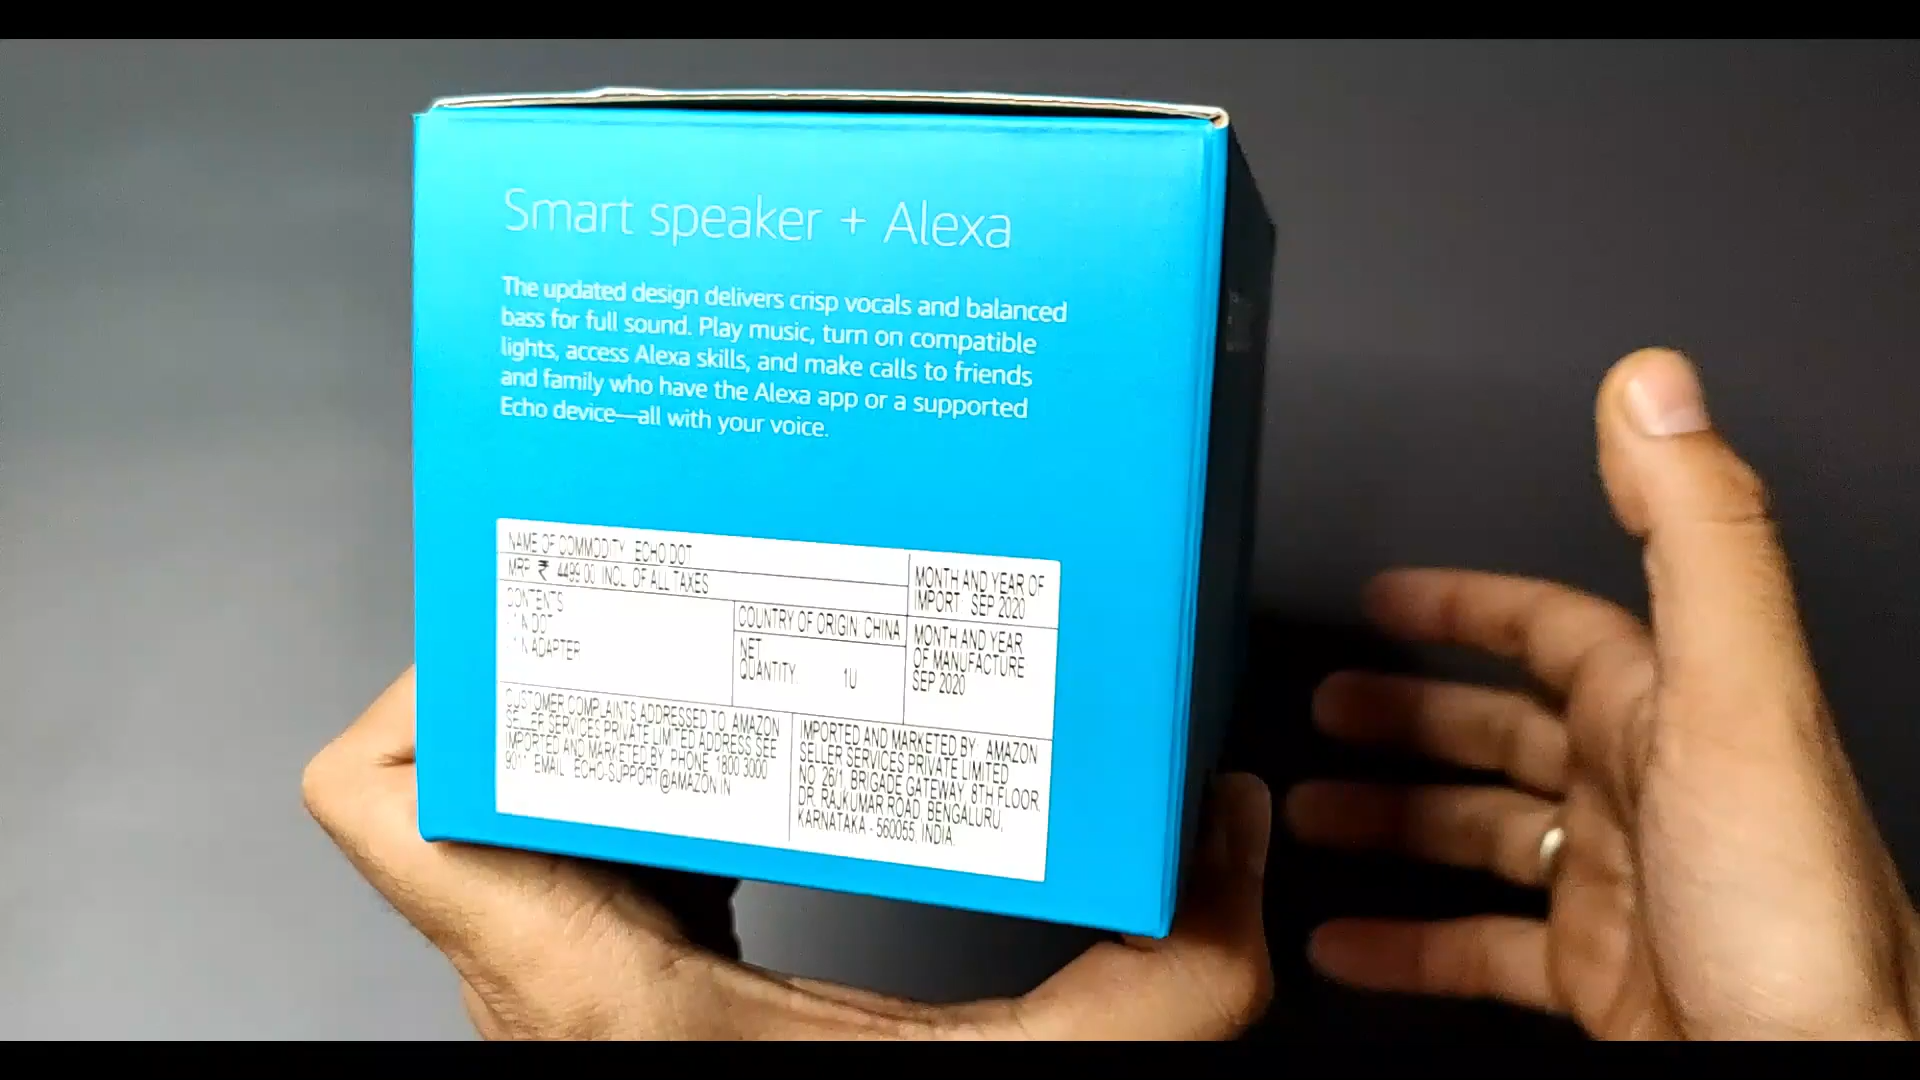 Smart speaker + Alexa
The updated design delivers crisp vocals and balanced
bass for full sound. Play music, turn on compatible
lights, access Alexa skills, and make calls to friends
and family who have the Alexa app or a supported
Echo device—all with your voice.
NAME OF COMMODITY ECHO DOT
MRP ₹ 4499.00 INCL. OF ALL TAXES
MONTH AND YEAR OF
IMPORT SEP 2020
CONTENTS
1 N DOT
1 N ADAPTER
COUNTRY OF ORIGIN CHINA
NET
QUANTITY 1U
MONTH AND YEAR
OF MANUFACTURE
SEP 2020
CUSTOMER COMPLAINTS ADDRESSED TO AMAZON
SELLER SERVICES PRIVATE LIMITED ADDRESS SEE
IMPORTED AND MARKETED BY PHONE 1800 3000
9011 EMAIL ECHO-SUPPORT@AMAZON.IN
IMPORTED AND MARKETED BY: AMAZON
SELLER SERVICES PRIVATE LIMITED
NO. 26/1, BRIGADE GATEWAY, 8TH FLOOR,
DR. RAJKUMAR ROAD, BENGALURU,
KARNATAKA - 560055, INDIA.